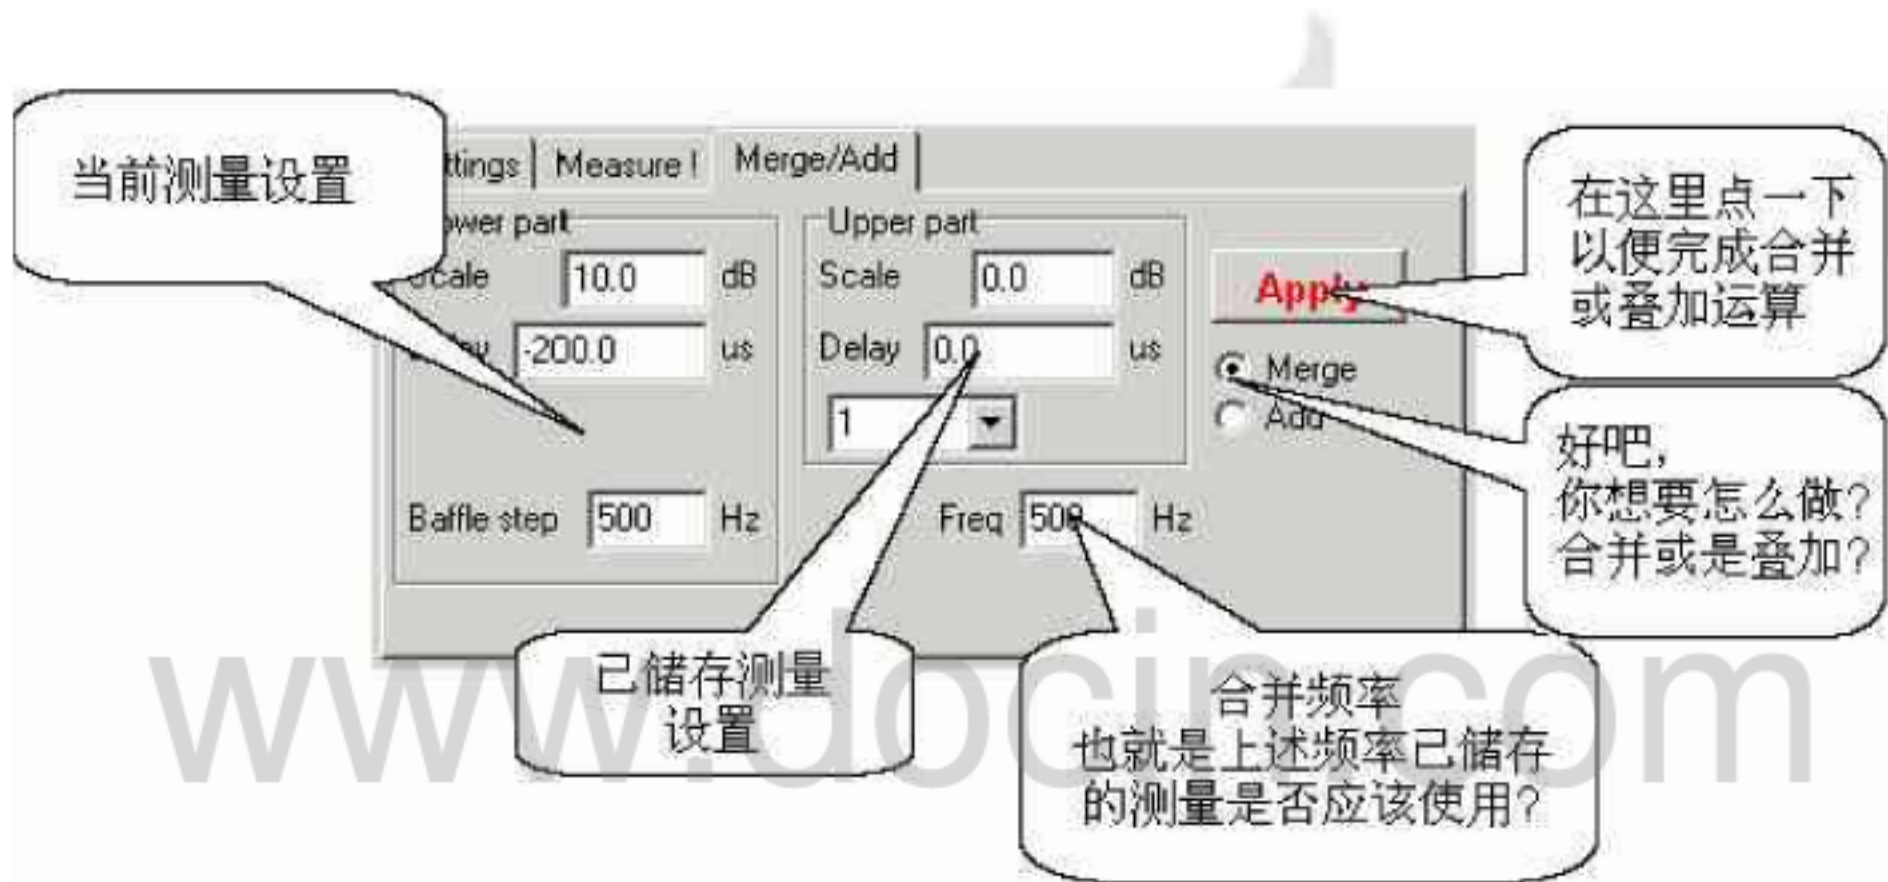 当前测量设置
ttings Measure ! Merge/Add
ower part Upper part
Scale 10.0 dB Scale 0.0 dB Apply
-200.0 us Delay 0.0 us
Merge
1 Add
Baffle step 500 Hz Freq 500 Hz
在这里点一下
以便完成合并
或叠加运算
好吧,
你想要怎么做?
合并或是叠加?
已储存测量
设置
合并频率
也就是上述频率已储存
的测量是否应该使用?
www.docin.com